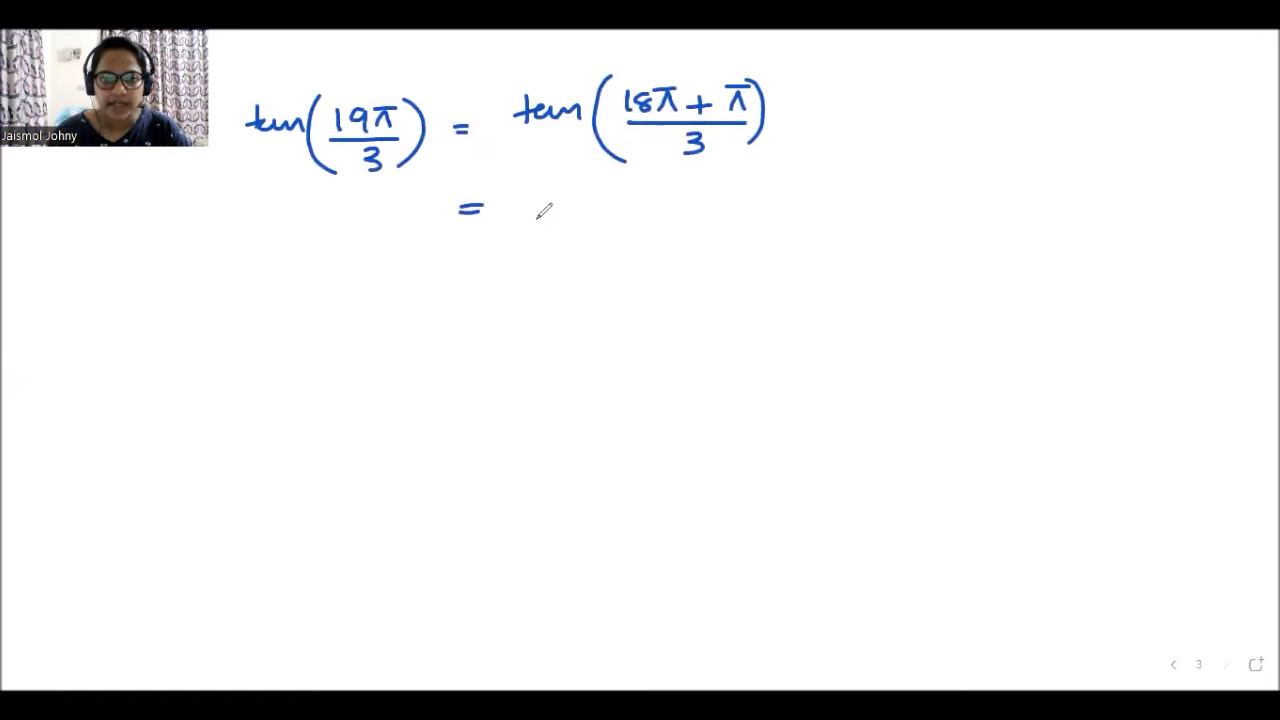 Jaismol Johny
tan(19π/3) = tan((18π + π)/3)
=
3